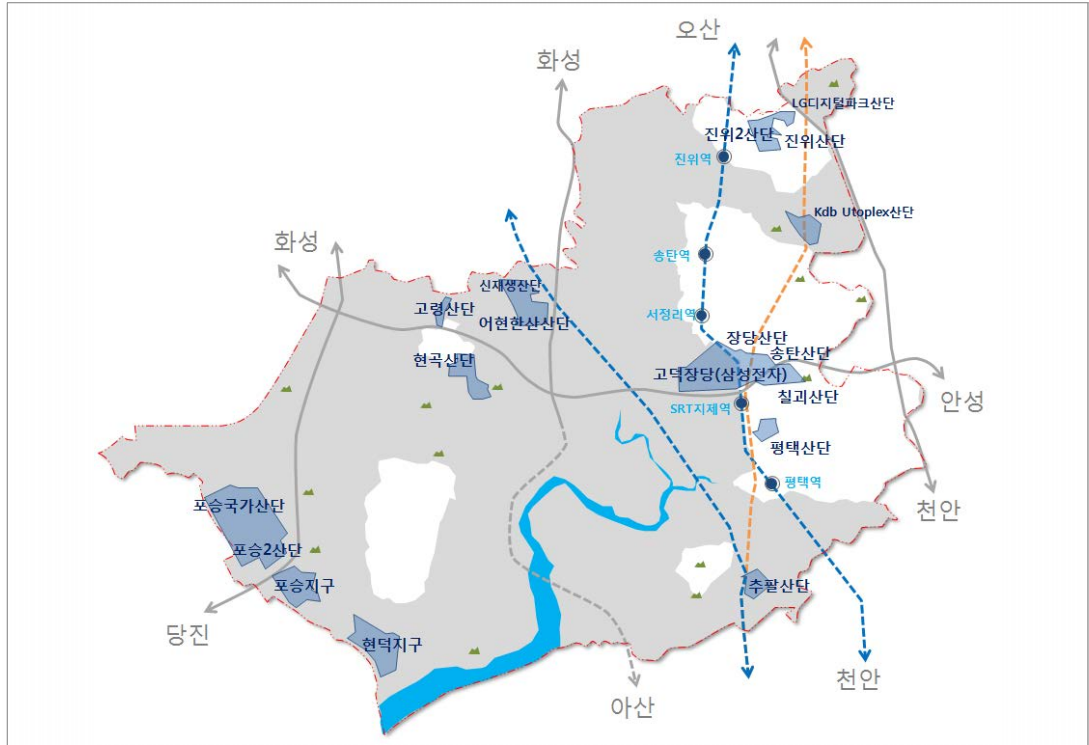 오산
화성
LG디지털파크산단
진위2산단
진위산단
진위역
Kdb Utoplex산단
화성
송탄역
신재생산단
고렴산단
어현한산산단
서정리역
장당산단
송탄산단
현곡산단
고덕장당(삼성전자)
칠괴산단
안성
SRT지제역
평택산단
평택역
포승국가산단
천안
포승2산단
포승지구
추팔산단
당진
현덕지구
천안
아산